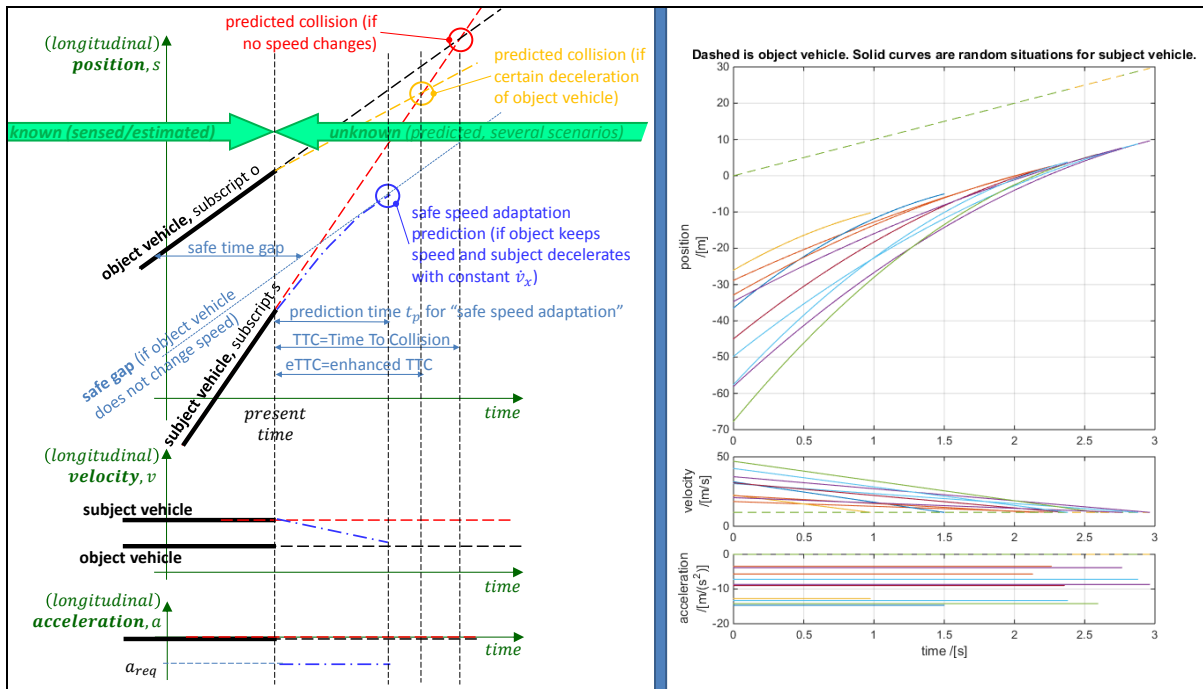 predicted collision (if
no speed changes)
(longitudinal)
position, s
predicted collision (if
certain deceleration
of object vehicle)
known (sensed/estimated)
unknown (predicted, several scenarios)
object vehicle, subscript o
safe time gap
safe speed adaptation
prediction (if object keeps
speed and subject decelerates
with constant v̇ₓ)
safe gap (if object vehicle
does not change speed)
subject vehicle, subscript s
prediction time tₚ for “safe speed adaptation”
TTC=Time To Collision
eTTC=enhanced TTC
present
time
time
(longitudinal)
velocity, v
subject vehicle
object vehicle
time
(longitudinal)
acceleration, a
time
a_req
Dashed is object vehicle. Solid curves are random situations for subject vehicle.
30
20
10
0
-10
-20
-30
-40
-50
-60
-70
position
/[m]
0 0.5 1 1.5 2 2.5 3
50
0
velocity
/[m/s]
0 0.5 1 1.5 2 2.5 3
0
-10
-20
acceleration
/[m/(s²)]
0 0.5 1 1.5 2 2.5 3
time /[s]